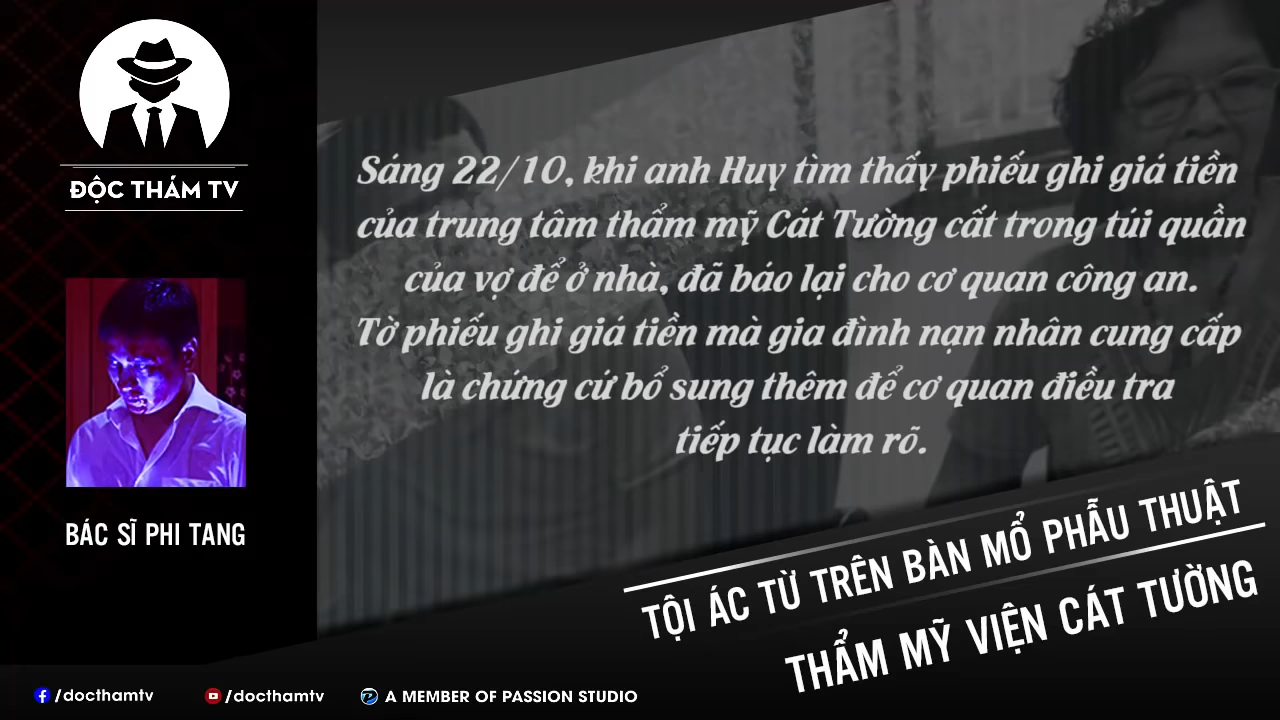 ĐỘC THÁM TV
BÁC SĨ PHI TANG
Sáng 22/10, khi anh Huy tìm thấy phiếu ghi giá tiền
của trung tâm thẩm mỹ Cát Tường cất trong túi quần
của vợ để ở nhà, đã báo lại cho cơ quan công an.
Tờ phiếu ghi giá tiền mà gia đình nạn nhân cung cấp
là chứng cứ bổ sung thêm để cơ quan điều tra
tiếp tục làm rõ.
TỘI ÁC TỪ TRÊN BÀN MỔ PHẪU THUẬT
THẨM MỸ VIỆN CÁT TƯỜNG
/docthamtv
/docthamtv
A MEMBER OF PASSION STUDIO